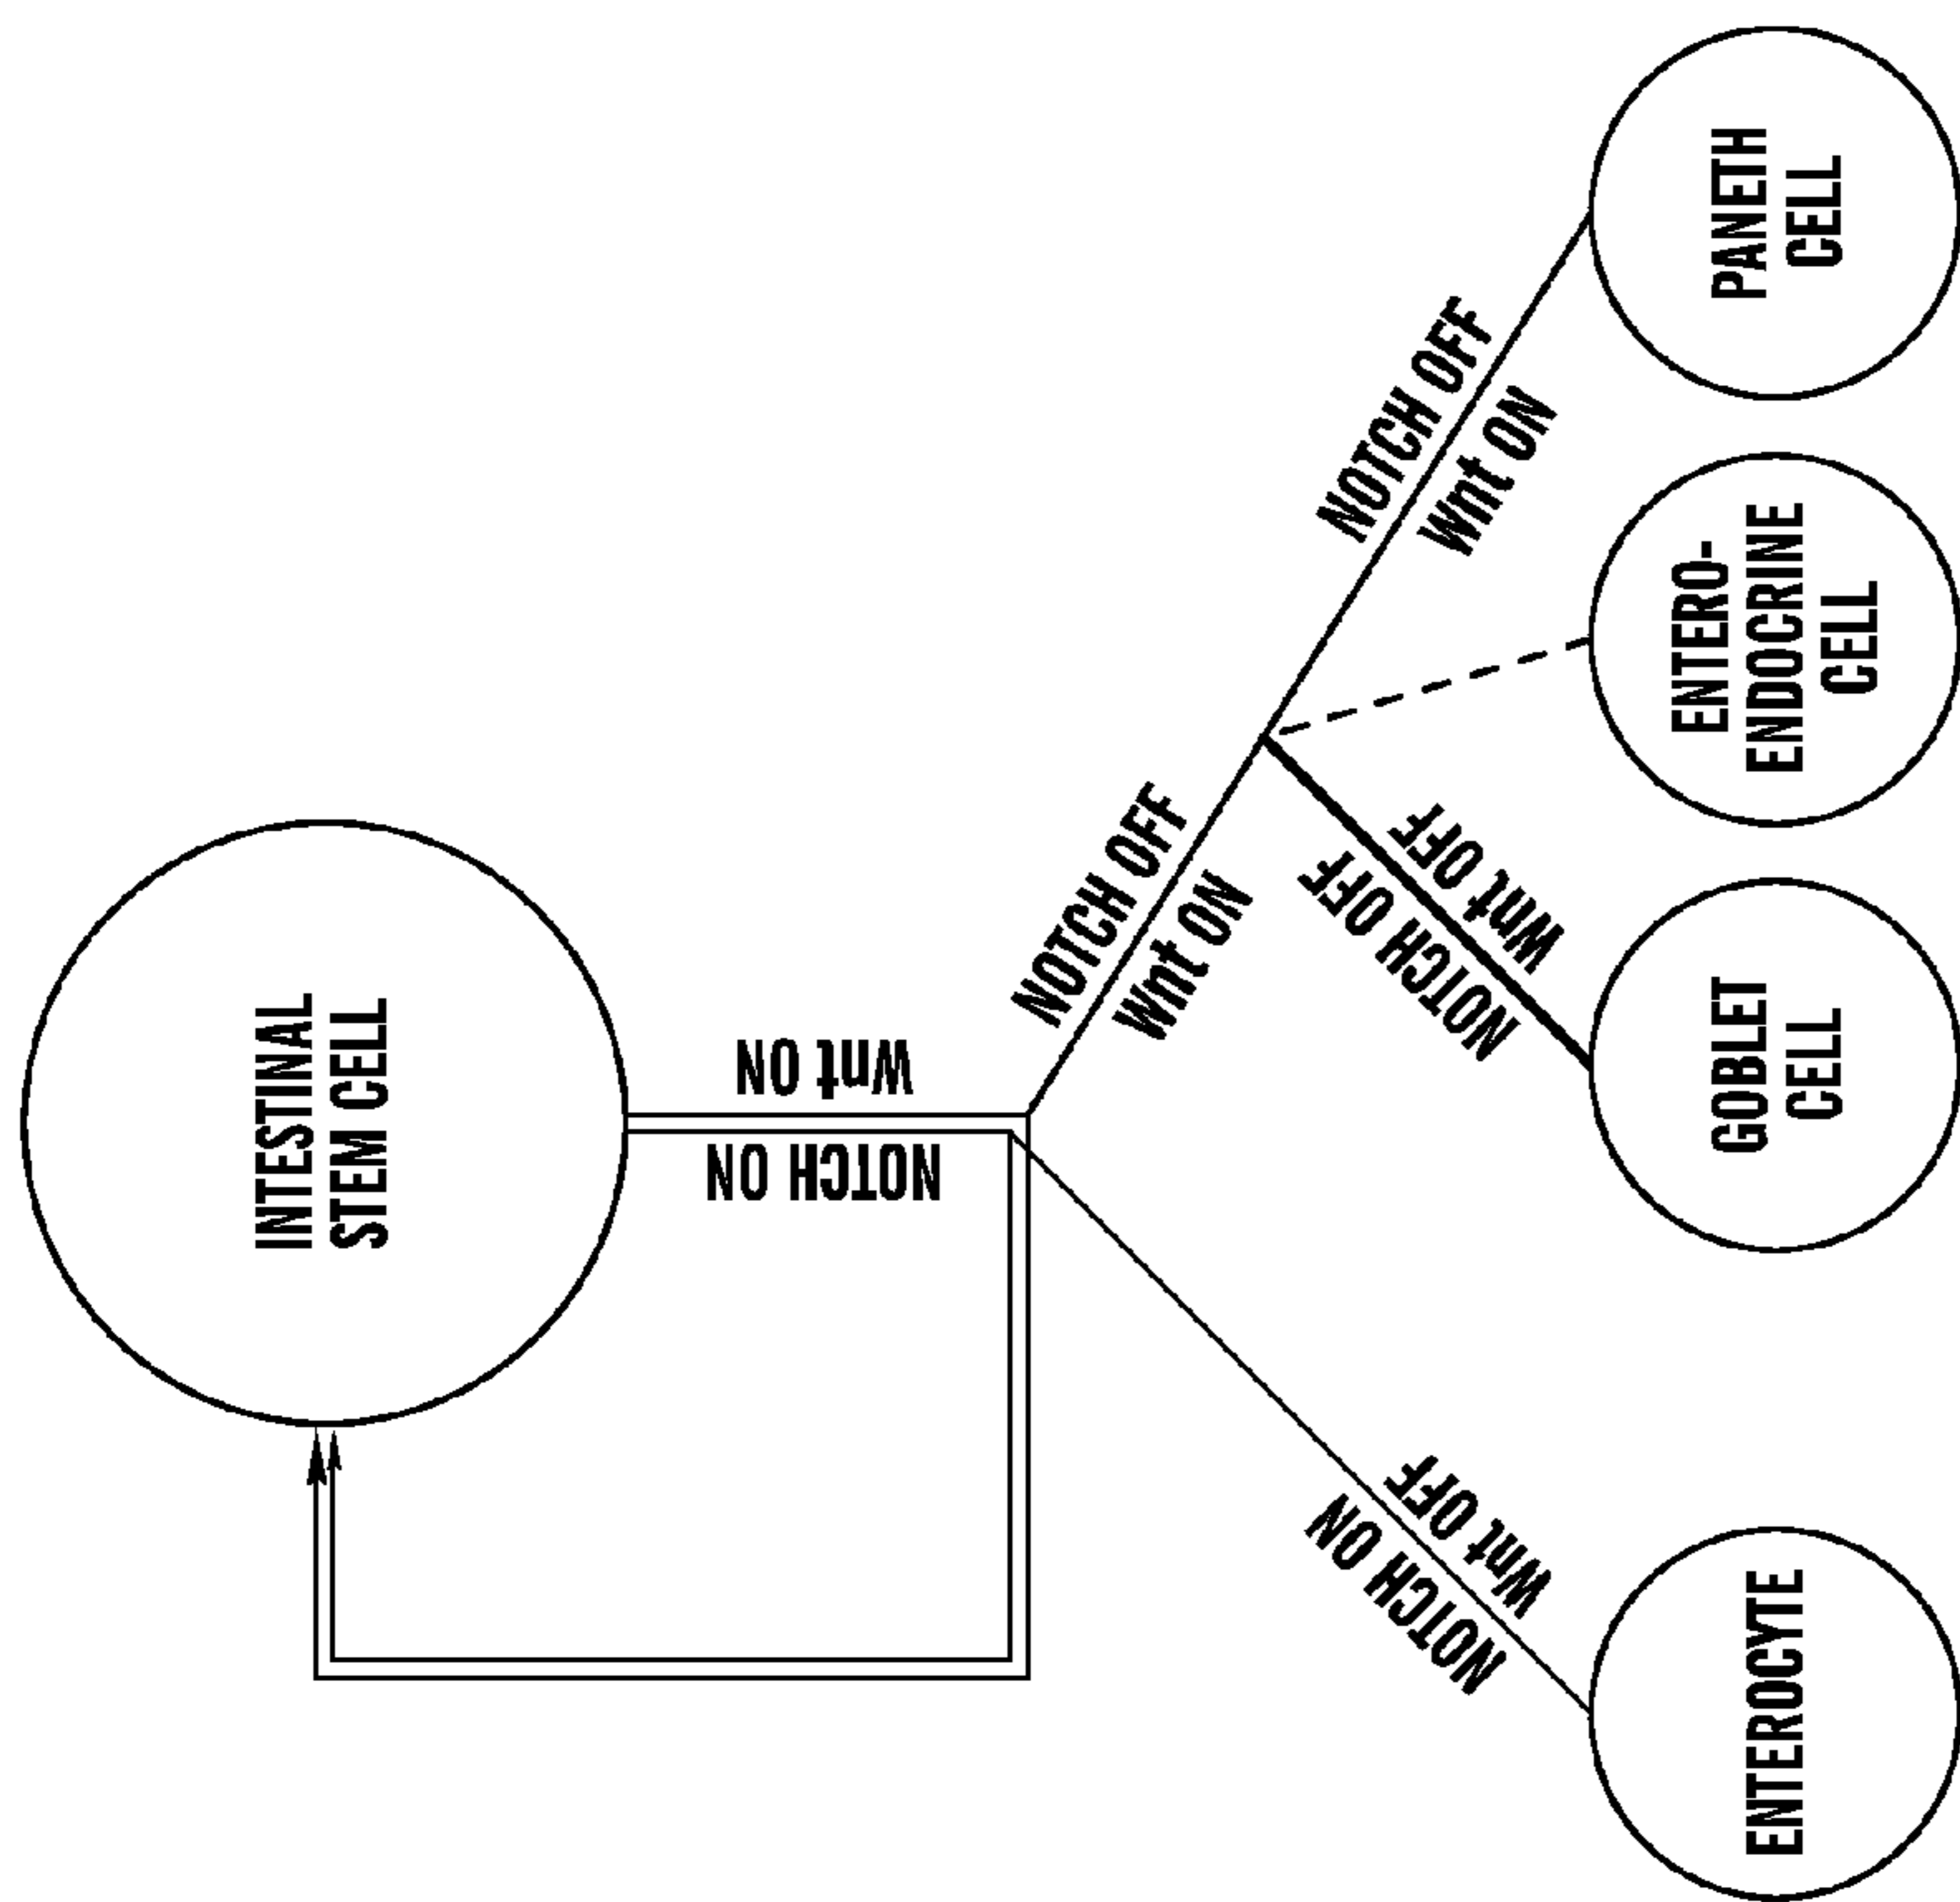 INTESTINAL
STEM CELL
Wnt ON
NOTCH ON
NOTCH OFF
Wnt ON
NOTCH OFF
Wnt ON
NOTCH OFF
Wnt OFF
NOTCH ON
Wnt OFF
PANETH
CELL
ENTERO-
ENDOCRINE
CELL
GOBLET
CELL
ENTEROCYTE